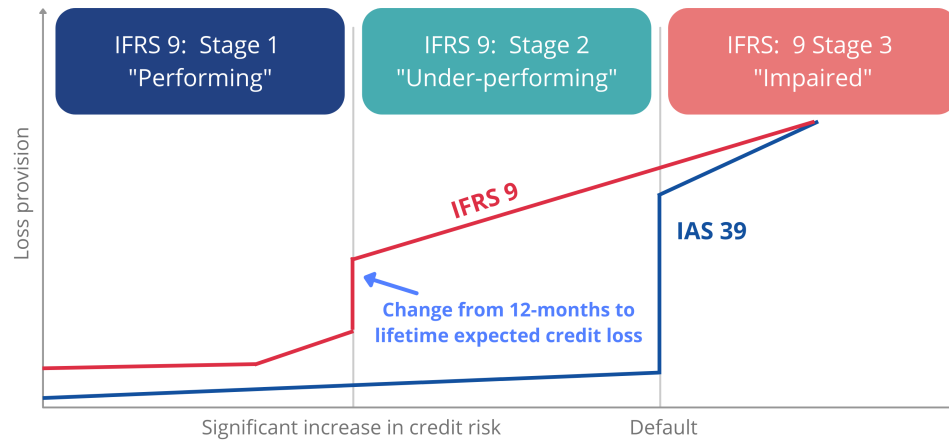 IFRS 9:  Stage 1
"Performing"
IFRS 9:  Stage 2
"Under-performing"
IFRS:  9 Stage 3
"Impaired"
Loss provision
IFRS 9
IAS 39
Change from 12-months to
lifetime expected credit loss
Significant increase in credit risk
Default